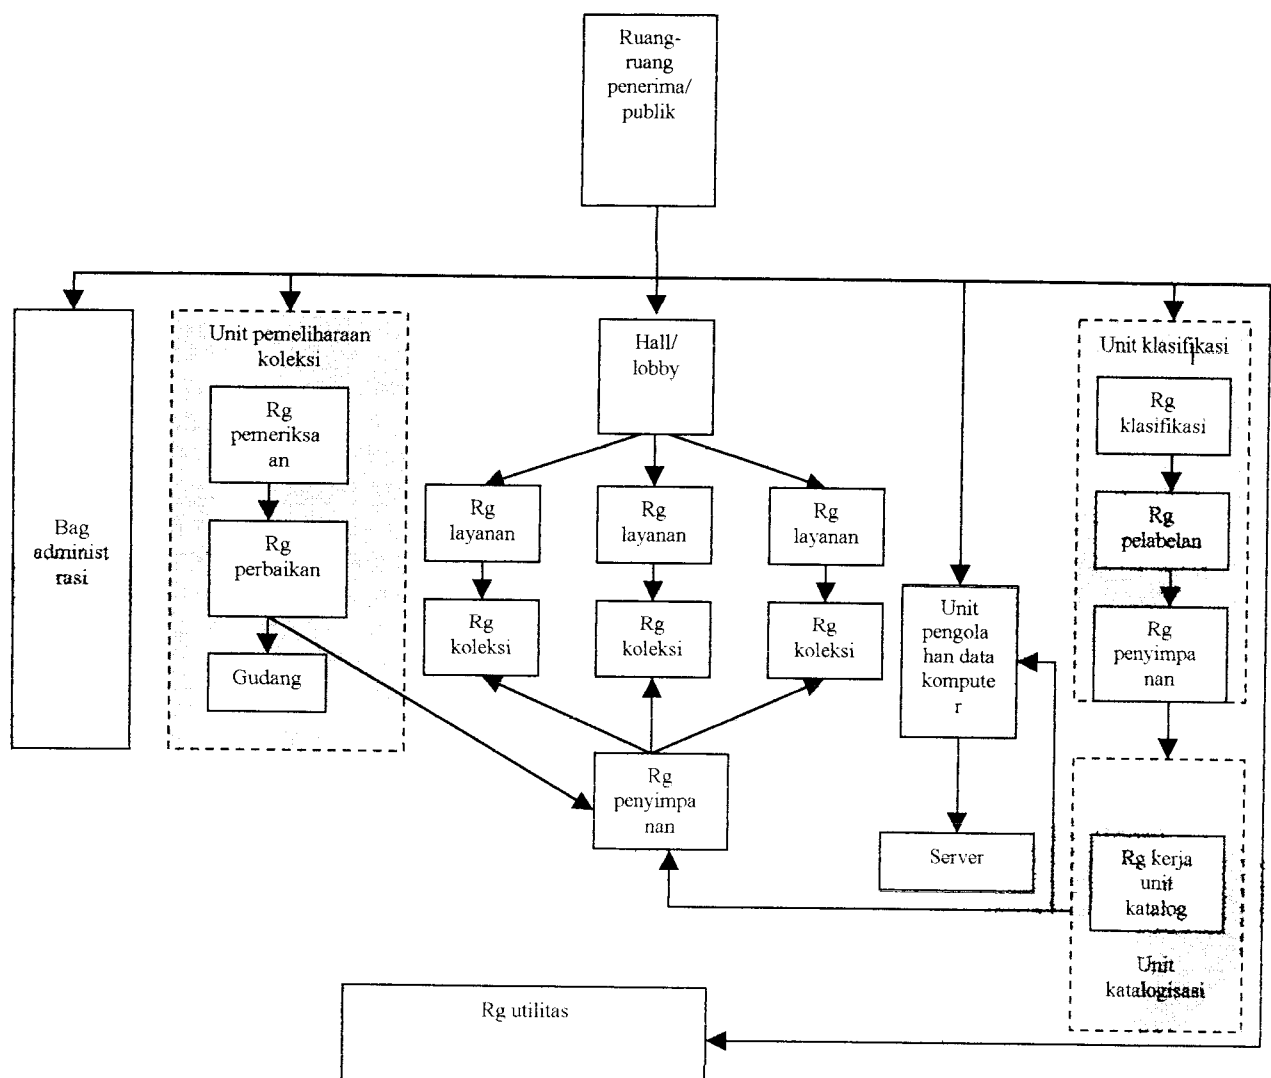 Ruang-
ruang
penerima/
publik
Unit pemeliharaan
koleksi
Rg
pemeriksa
an
Rg
perbaikan
Gudang
Bag
administ
rasi
Hall/
lobby
Rg
layanan
Rg
layanan
Rg
layanan
Rg
koleksi
Rg
koleksi
Rg
koleksi
Rg
penyimpa
nan
Unit
pengola
han data
kompute
r
Server
Unit klasifikasi
Rg
klasifikasi
Rg
pelabelan
Rg
penyimpa
nan
Rg kerja
unit
katalog
Unit
katalogisasi
Rg utilitas